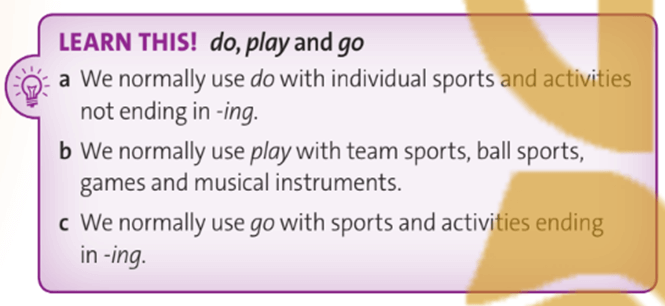 LEARN THIS! do, play and go
a We normally use do with individual sports and activities
not ending in -ing.
b We normally use play with team sports, ball sports,
games and musical instruments.
c We normally use go with sports and activities ending
in -ing.